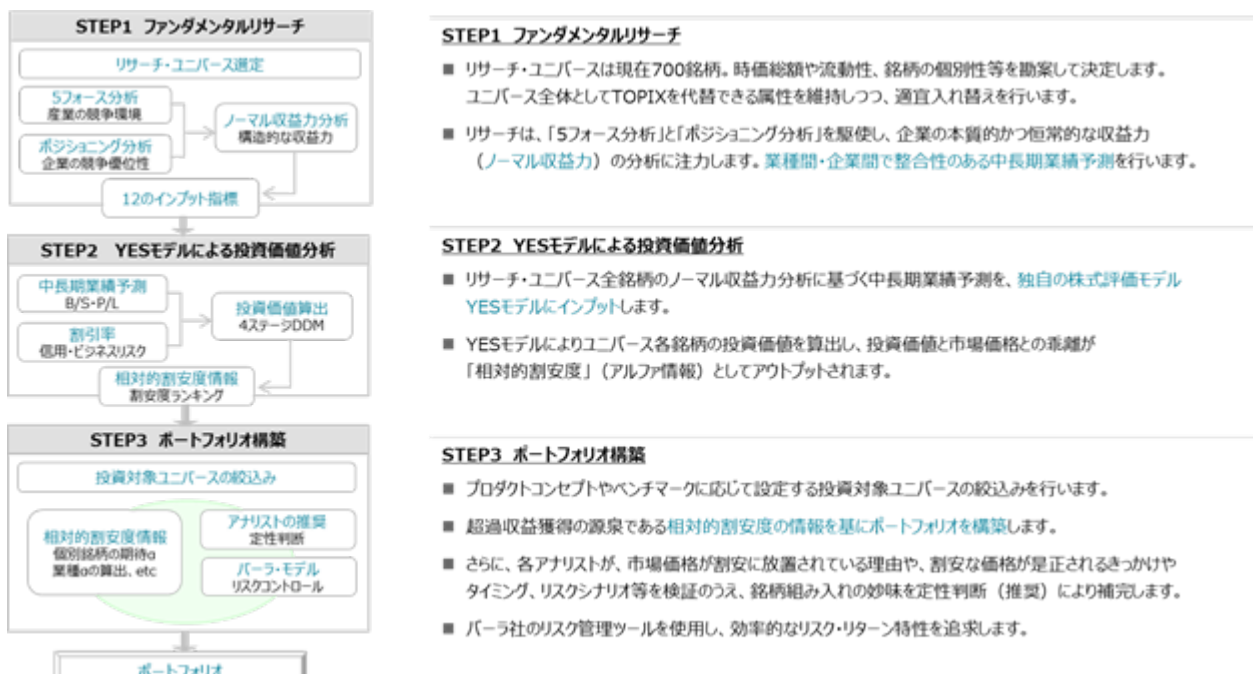 STEP1 ファンダメンタルリサーチ
リサーチ・ユニバース選定
5フォース分析
産業の競争環境
ポジショニング分析
企業の競争優位性
ノーマル収益力分析
構造的な収益力
12のインプット指標
STEP2 YESモデルによる投資価値分析
中長期業績予測
B/S・P/L
割引率
信用・ビジネスリスク
投資価値算出
4ステージDDM
相対的割安度情報
割安度ランキング
STEP3 ポートフォリオ構築
投資対象ユニバースの絞込み
相対的割安度情報
個別銘柄の期待α
業種αの算出、etc
アナリストの推奨
定性判断
バーラ・モデル
リスクコントロール
ポートフォリオ
STEP1 ファンダメンタルリサーチ
■ リサーチ・ユニバースは現在700銘柄。時価総額や流動性、銘柄の個別性等を勘案して決定します。
ユニバース全体としてTOPIXを代替できる属性を維持しつつ、適宜入れ替えを行います。
■ リサーチは、「5フォース分析」と「ポジショニング分析」を駆使し、企業の本質的かつ恒常的な収益力
（ノーマル収益力）の分析に注力します。業種間・企業間で整合性のある中長期業績予測を行います。
STEP2 YESモデルによる投資価値分析
■ リサーチ・ユニバース全銘柄のノーマル収益力分析に基づく中長期業績予測を、独自の株式評価モデル
YESモデルにインプットします。
■ YESモデルによりユニバース各銘柄の投資価値を算出し、投資価値と市場価格との乖離が
「相対的割安度」（アルファ情報）としてアウトプットされます。
STEP3 ポートフォリオ構築
■ プロダクトコンセプトやベンチマークに応じて設定する投資対象ユニバースの絞込みを行います。
■ 超過収益獲得の源泉である相対的割安度の情報を基にポートフォリオを構築します。
■ さらに、各アナリストが、市場価格が割安に放置されている理由や、割安な価格が是正されるきっかけや
タイミング、リスクシナリオ等を検証のうえ、銘柄組み入れの妙味を定性判断（推奨）により補完します。
■ バーラ社のリスク管理ツールを使用し、効率的なリスク・リターン特性を追求します。